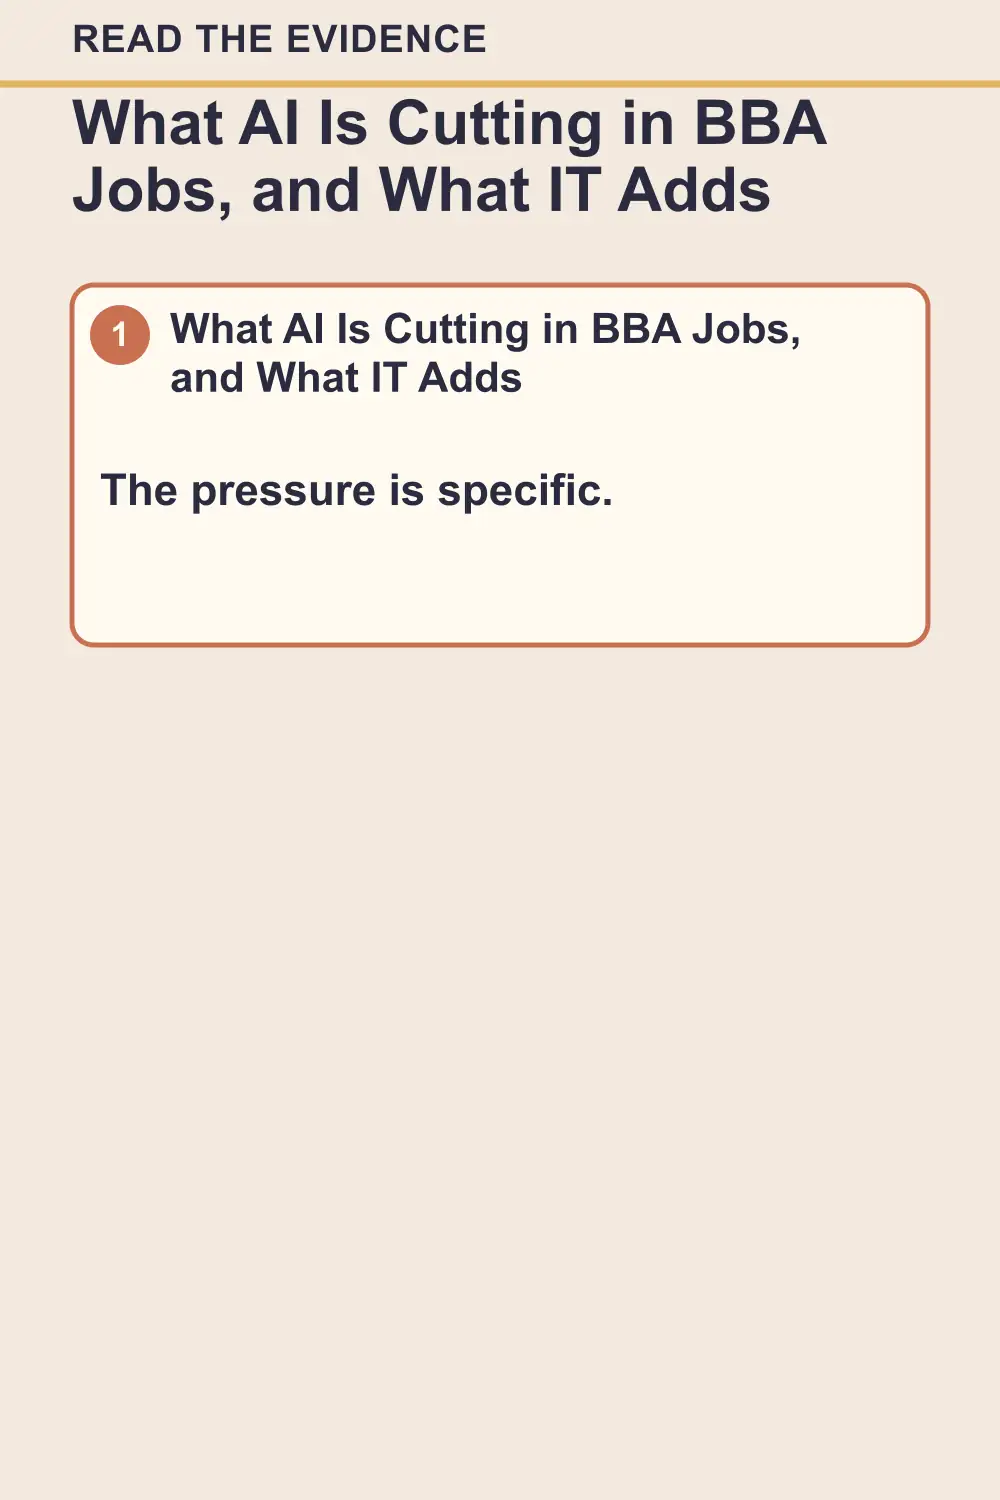 READ THE EVIDENCE
What AI Is Cutting in BBA
Jobs, and What IT Adds
1
What AI Is Cutting in BBA Jobs,
and What IT Adds
The pressure is specific.